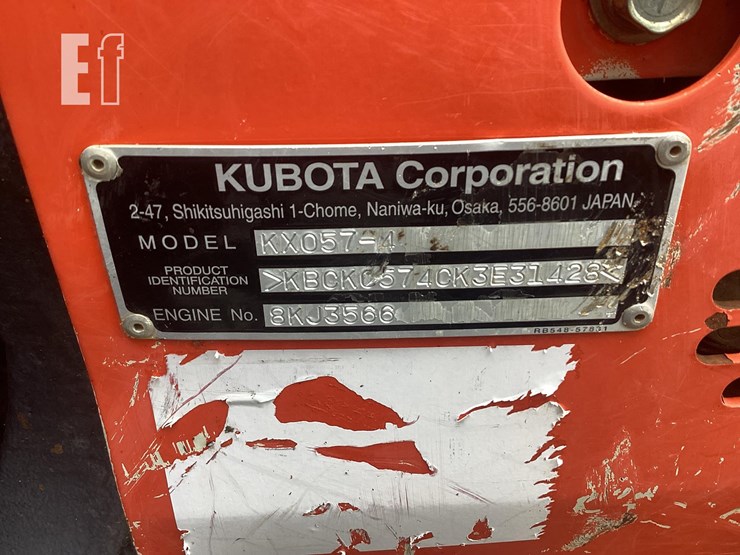 Ef
KUBOTA Corporation
2-47, Shikitsuhigashi 1-Chome, Naniwa-ku, Osaka, 556-8601 JAPAN.
MODEL KX057-4
PRODUCT
IDENTIFICATION
NUMBER
>KBCKC574CK3E31428<
ENGINE No. 8KJ3566
RB548-57831